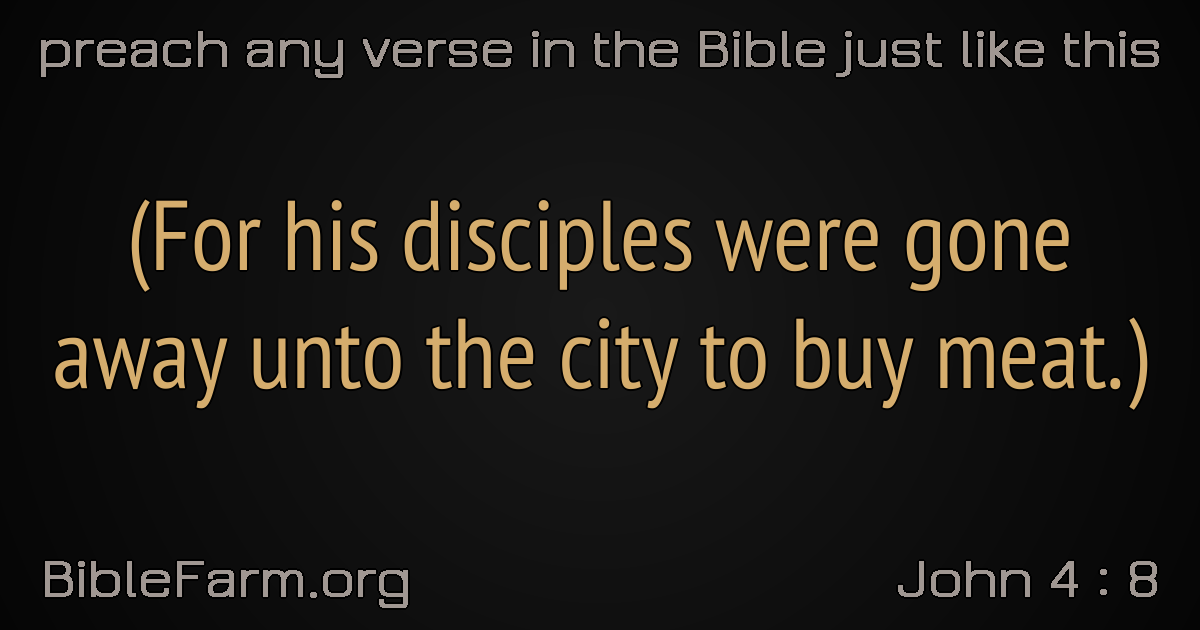 preach any verse in the Bible just like this
(For his disciples were gone
away unto the city to buy meat.)
BibleFarm.org
John 4 : 8